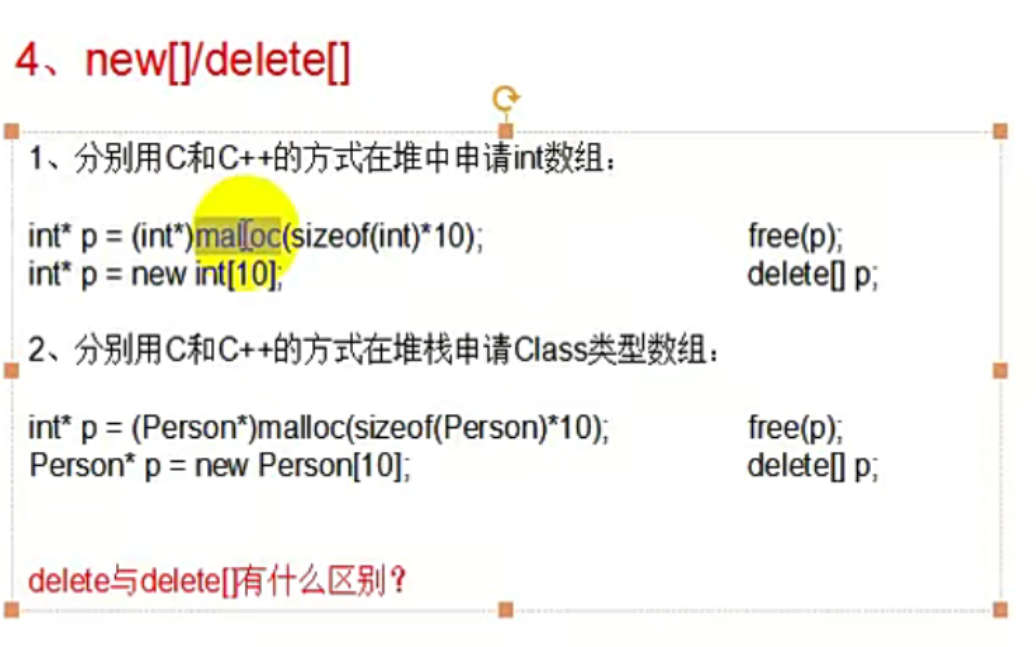 4、new[]/delete[]
1、分别用C和C++的方式在堆中申请int数组：
int* p = (int*)malloc(sizeof(int)*10); free(p);
int* p = new int[10]; delete[] p;
2、分别用C和C++的方式在堆栈申请Class类型数组：
int* p = (Person*)malloc(sizeof(Person)*10); free(p);
Person* p = new Person[10]; delete[] p;
delete与delete[]有什么区别？